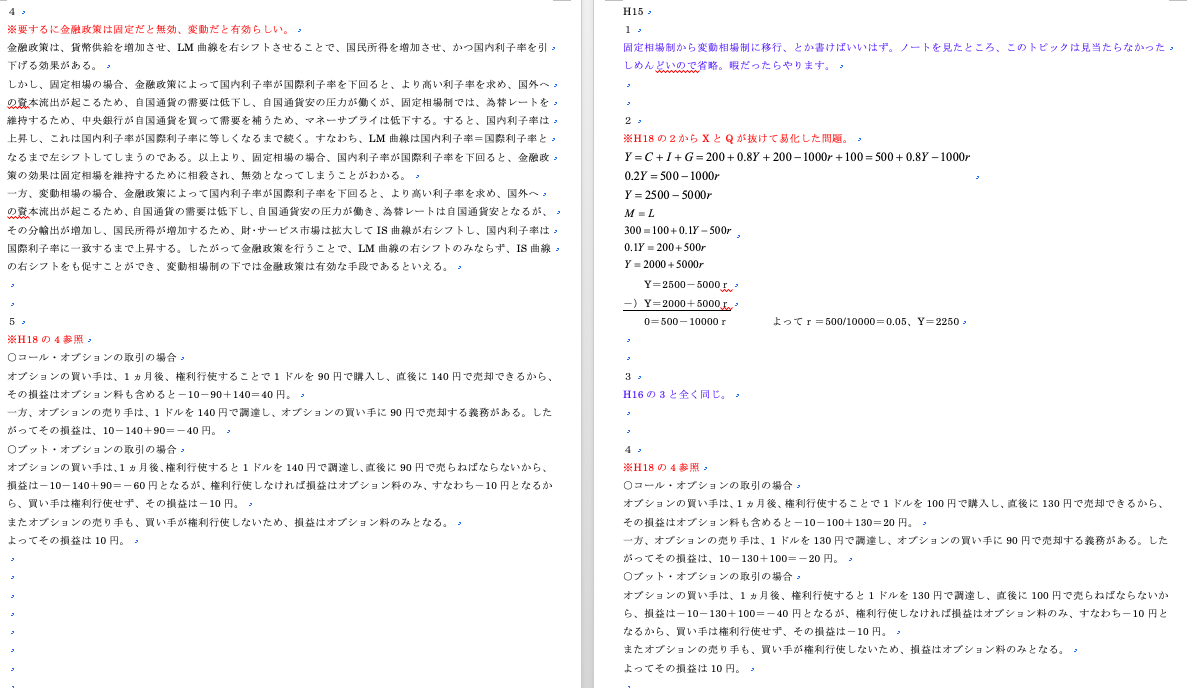 4
※要するに金融政策は固定だと無効、変動だと有効らしい。
金融政策は、貨幣供給を増加させ、LM 曲線を右シフトさせることで、国民所得を増加させ、かつ国内利子率を引
下げる効果がある。
しかし、固定相場の場合、金融政策によって国内利子率が国際利子率を下回ると、より高い利子率を求め、国外へ
の資本流出が起こるため、自国通貨の需要は低下し、自国通貨安の圧力が働くが、固定相場制では、為替レートを
維持するため、中央銀行が自国通貨を買って需要を補うため、マネーサプライは低下する。すると、国内利子率は
上昇し、これは国内利子率が国際利子率に等しくなるまで続く。すなわち、LM 曲線は国内利子率＝国際利子率と
なるまで左シフトしてしまうのである。以上より、固定相場の場合、国内利子率が国際利子率を下回ると、金融政
策の効果は固定相場を維持するために相殺され、無効となってしまうことがわかる。
一方、変動相場の場合、金融政策によって国内利子率が国際利子率を下回ると、より高い利子率を求め、国外へ
の資本流出が起こるため、自国通貨の需要は低下し、自国通貨安の圧力が働き、為替レートは自国通貨安となるが、
その分輸出が増加し、国民所得が増加するため、財・サービス市場は拡大して IS 曲線が右シフトし、国内利子率は
国際利子率に一致するまで上昇する。したがって金融政策を行うことで、LM 曲線の右シフトのみならず、IS 曲線
の右シフトをも促すことができ、変動相場制の下では金融政策は有効な手段であるといえる。
5
※H18 の 4 参照
○コール・オプションの取引の場合
オプションの買い手は、1 ヵ月後、権利行使することで 1 ドルを 90 円で購入し、直後に 140 円で売却できるから、
その損益はオプション料も含めると－10－90＋140＝40 円。
一方、オプションの売り手は、1 ドルを 140 円で調達し、オプションの買い手に 90 円で売却する義務がある。した
がってその損益は、10－140＋90＝－40 円。
○プット・オプションの取引の場合
オプションの買い手は、1 ヵ月後、権利行使すると 1 ドルを 140 円で調達し、直後に 90 円で売らねばならないから、
損益は－10－140＋90＝－60 円となるが、権利行使しなければ損益はオプション料のみ、すなわち－10 円となるか
ら、買い手は権利行使せず、その損益は－10 円。
またオプションの売り手も、買い手が権利行使しないため、損益はオプション料のみとなる。
よってその損益は 10 円。
H15
1
固定相場制から変動相場制に移行、とか書けばいいはず。ノートを見たところ、このトピックは見当たらなかった
しめんどいので省略。暇だったらやります。
2
※H18 の 2 から X と Q が抜けて易化した問題。
Y = C + I + G = 200 + 0.8Y + 200 − 1000r + 100 = 500 + 0.8Y − 1000r
0.2Y = 500 − 1000r
Y = 2500 − 5000r
M = L
300 = 100 + 0.1Y − 500r
0.1Y = 200 + 500r
Y = 2000 + 5000r
Y＝2500－5000 r
－）Y＝2000＋5000 r
0＝500－10000 r よって r ＝500/10000＝0.05、Y＝2250
3
H16 の 3 と全く同じ。
4
※H18 の 4 参照
○コール・オプションの取引の場合
オプションの買い手は、1 ヵ月後、権利行使することで 1 ドルを 100 円で購入し、直後に 130 円で売却できるから、
その損益はオプション料も含めると－10－100＋130＝20 円。
一方、オプションの売り手は、1 ドルを 130 円で調達し、オプションの買い手に 90 円で売却する義務がある。した
がってその損益は、10－130＋100＝－20 円。
○プット・オプションの取引の場合
オプションの買い手は、1 ヵ月後、権利行使すると 1 ドルを 130 円で調達し、直後に 100 円で売らねばならないか
ら、損益は－10－130＋100＝－40 円となるが、権利行使しなければ損益はオプション料のみ、すなわち－10 円と
なるから、買い手は権利行使せず、その損益は－10 円。
またオプションの売り手も、買い手が権利行使しないため、損益はオプション料のみとなる。
よってその損益は 10 円。